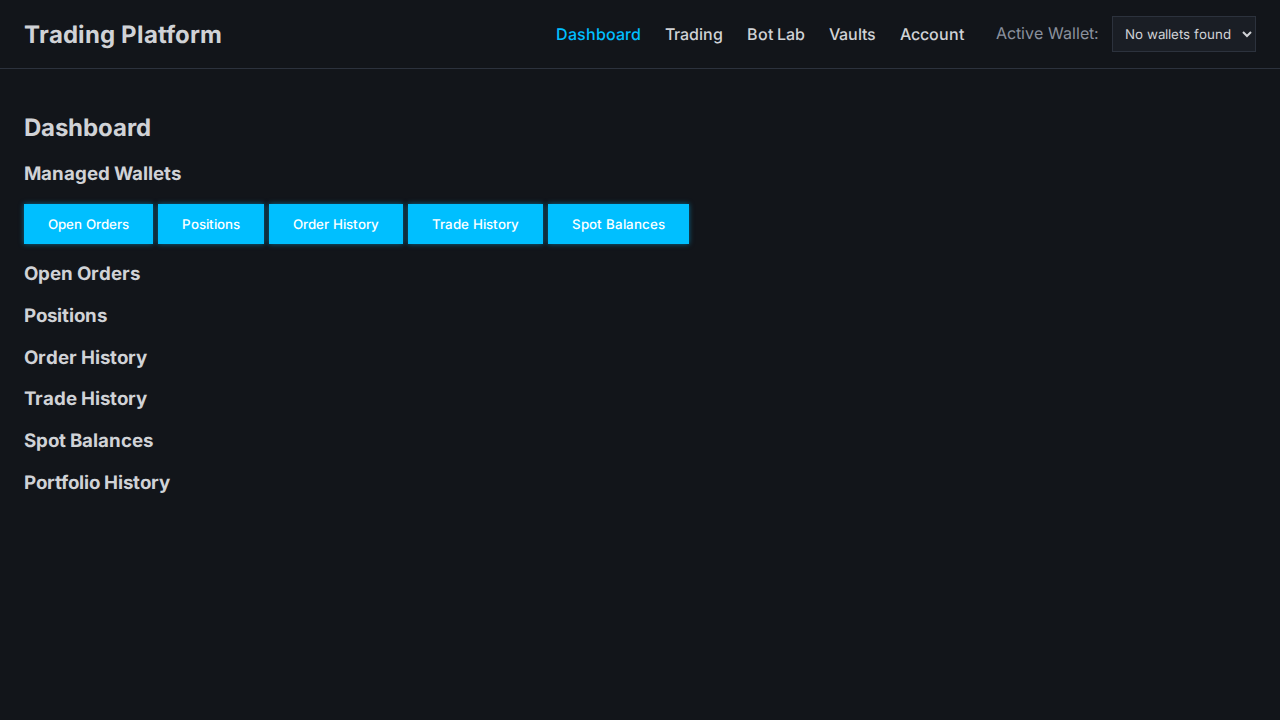 Trading Platform
Dashboard Trading Bot Lab Vaults Account Active Wallet: No wallets found
Dashboard
Managed Wallets
Open Orders Positions Order History Trade History Spot Balances
Open Orders
Positions
Order History
Trade History
Spot Balances
Portfolio History